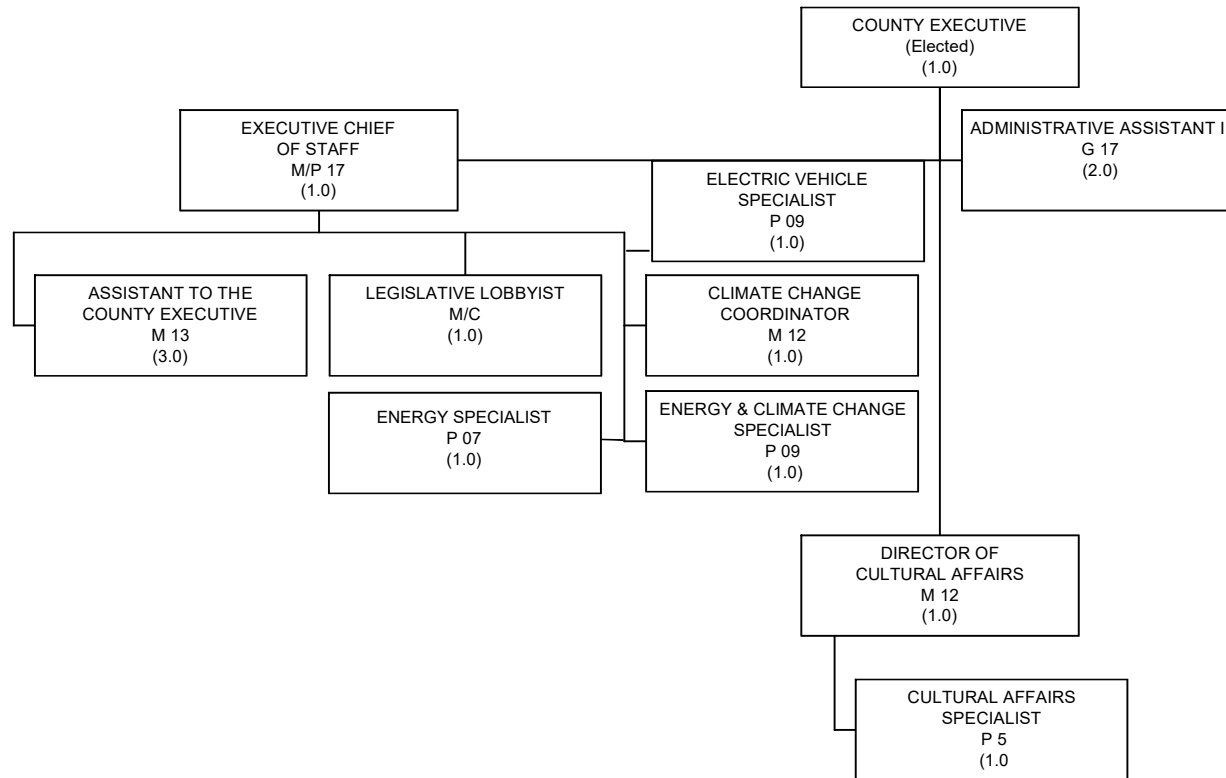 COUNTY EXECUTIVE
(Elected)
(1.0)
EXECUTIVE CHIEF
OF STAFF
M/P 17
(1.0)
ADMINISTRATIVE ASSISTANT I
G 17
(2.0)
ELECTRIC VEHICLE
SPECIALIST
P 09
(1.0)
ASSISTANT TO THE
COUNTY EXECUTIVE
M 13
(3.0)
LEGISLATIVE LOBBYIST
M/C
(1.0)
CLIMATE CHANGE
COORDINATOR
M 12
(1.0)
ENERGY SPECIALIST
P 07
(1.0)
ENERGY & CLIMATE CHANGE
SPECIALIST
P 09
(1.0)
DIRECTOR OF
CULTURAL AFFAIRS
M 12
(1.0)
CULTURAL AFFAIRS
SPECIALIST
P 5
(1.0